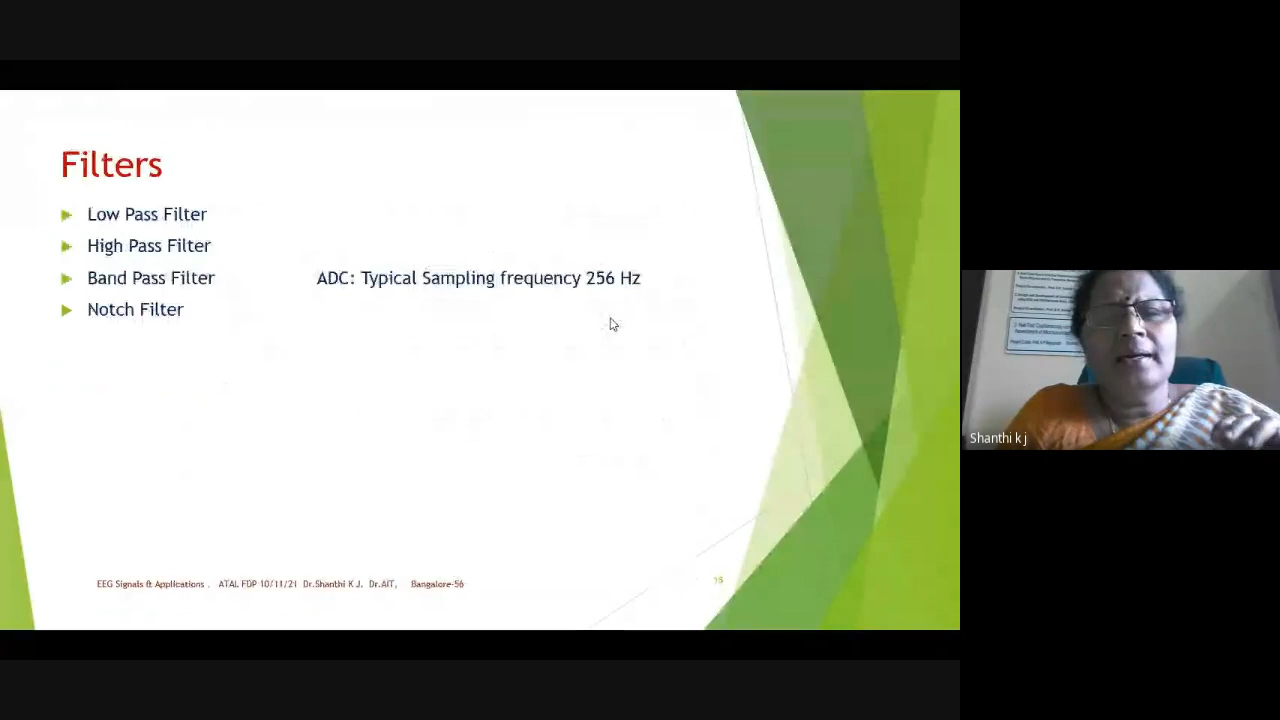 Filters
Low Pass Filter
High Pass Filter
Band Pass Filter
ADC: Typical Sampling frequency 256 Hz
Notch Filter
EEG Signals & Applications . ATAL FDP 10/11/21 Dr.Shanthi K J. Dr.AIT, Bangalore-56
15
Shanthi k j